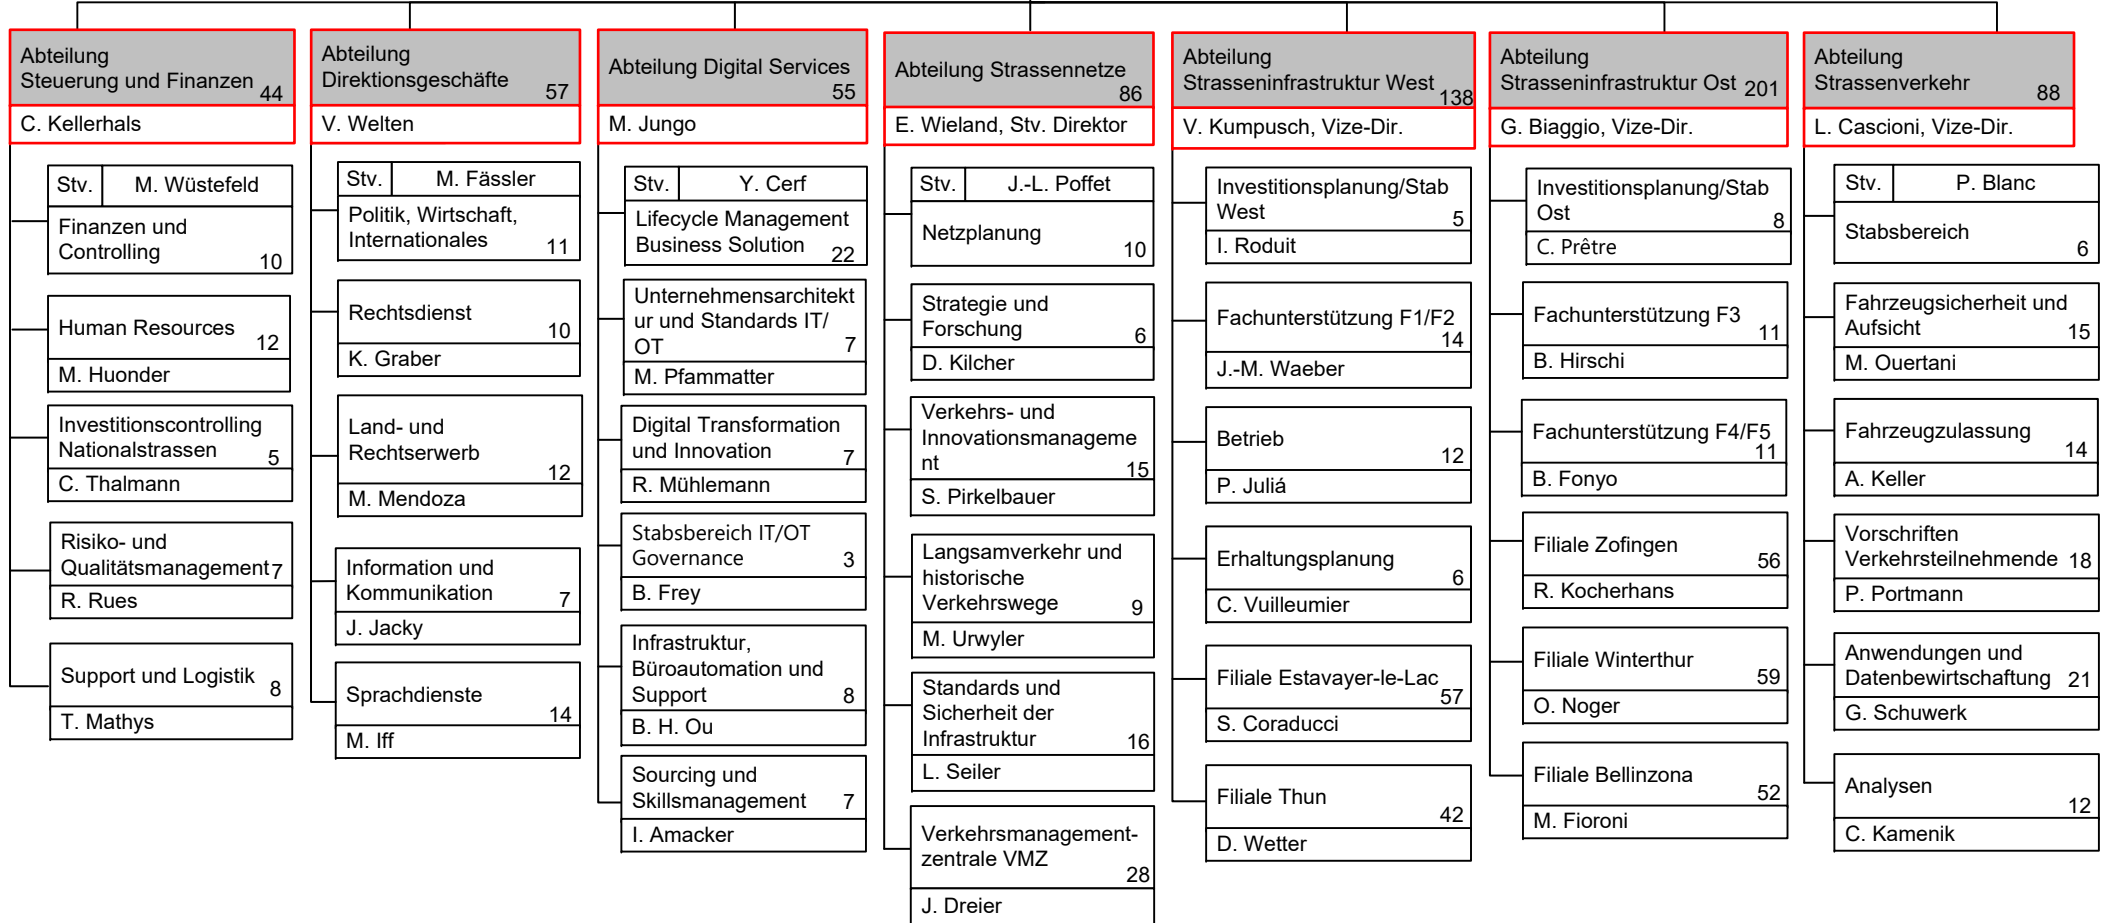 Abteilung
Steuerung und Finanzen 44
C. Kellerhals
Stv. M. Wüstefeld
Finanzen und
Controlling
10
Human Resources
12
M. Huonder
Investitionscontrolling
Nationalstrassen
5
C. Thalmann
Risiko- und
Qualitätsmanagement 7
R. Rues
Support und Logistik
8
T. Mathys
Abteilung
Direktionsgeschäfte
57
V. Welten
Stv. M. Fässler
Politik, Wirtschaft,
Internationales
11
Rechtsdienst
10
K. Graber
Land- und
Rechtserwerb
12
M. Mendoza
Information und
Kommunikation
7
J. Jacky
Sprachdienste
14
M. Iff
Abteilung Digital Services
55
M. Jungo
Stv. Y. Cerf
Lifecycle Management
Business Solution
22
Unternehmensarchitekt
ur und Standards IT/
OT 7
M. Pfammatter
Digital Transformation
und Innovation
7
R. Mühlemann
Stabsbereich IT/OT
Governance 3
B. Frey
Infrastruktur,
Büroautomation und
Support 8
B. H. Ou
Sourcing und
Skillsmanagement 7
I. Amacker
Abteilung Strassennetze
86
E. Wieland, Stv. Direktor
Stv. J.-L. Poffet
Netzplanung
10
Strategie und
Forschung
6
D. Kilcher
Verkehrs- und
Innovationsmanageme
nt 15
S. Pirkelbauer
Langsamverkehr und
historische
Verkehrswege 9
M. Urwyler
Standards und
Sicherheit der
Infrastruktur 16
L. Seiler
Verkehrsmanagement-
zentrale VMZ
28
J. Dreier
Abteilung
Strasseninfrastruktur West 138
V. Kumpusch, Vize-Dir.
Investitionsplanung/Stab
West 5
I. Roduit
Fachunterstützung F1/F2
14
J.-M. Waeber
Betrieb
12
P. Juliá
Erhaltungsplanung
6
C. Vuilleumier
Filiale Estavayer-le-Lac
57
S. Coraducci
Filiale Thun
42
D. Wetter
Abteilung
Strasseninfrastruktur Ost 201
G. Biaggio, Vize-Dir.
Investitionsplanung/Stab
Ost 8
C. Prêtre
Fachunterstützung F3
11
B. Hirschi
Fachunterstützung F4/F5
11
B. Fonyo
Filiale Zofingen
56
R. Kocherhans
Filiale Winterthur
59
O. Noger
Filiale Bellinzona
52
M. Fioroni
Abteilung
Strassenverkehr
88
L. Cascioni, Vize-Dir.
Stv. P. Blanc
Stabsbereich
6
Fahrzeugsicherheit und
Aufsicht 15
M. Ouertani
Fahrzeugzulassung
14
A. Keller
Vorschriften
Verkehrsteilnehmende 18
P. Portmann
Anwendungen und
Datenbewirtschaftung 21
G. Schuwerk
Analysen
12
C. Kamenik